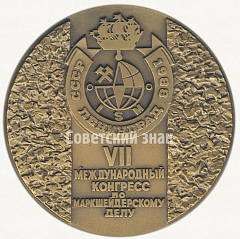 СССР 1988
ЛЕНИНГРАД
I S M
Советский знак
VII
МЕЖДУНАРОДНЫЙ
КОНГРЕСС
ПО
МАРКШЕЙДЕРСКОМУ
ДЕЛУ